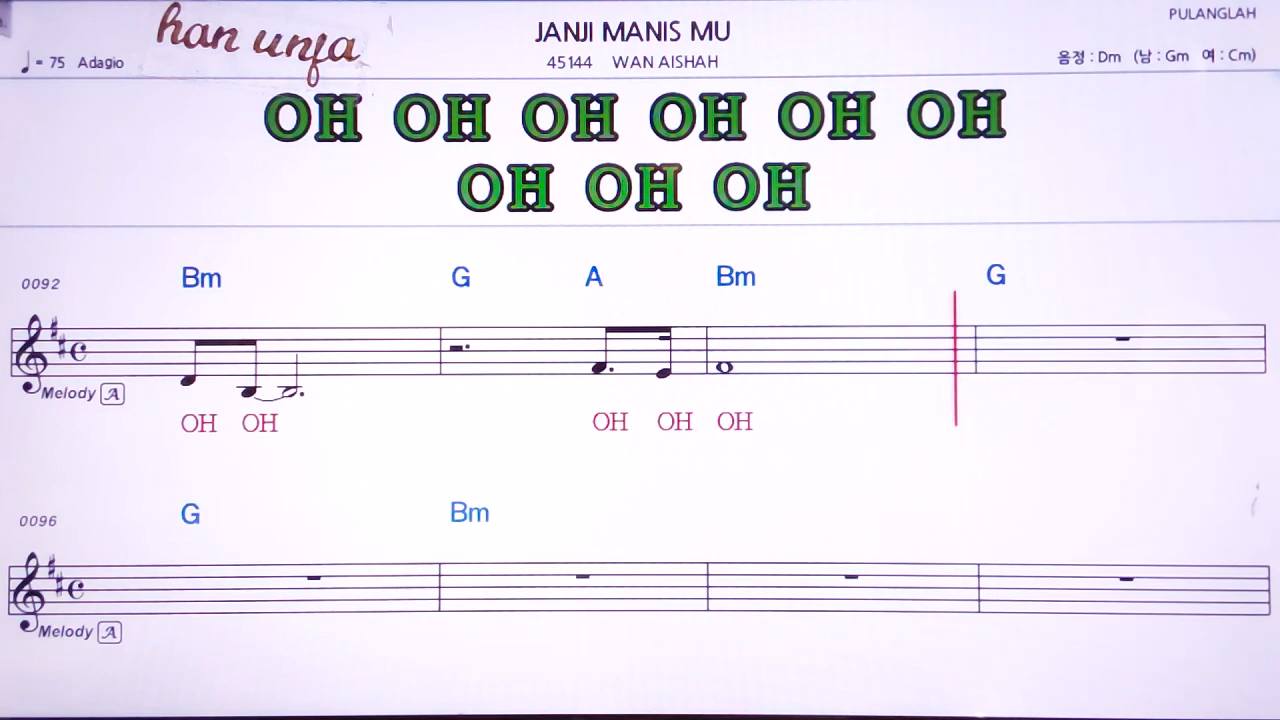 PULANGLAH
han unfa
JANJI MANIS MU
= 75 Adagio
45144 WAN AISHAH
음정 : Dm (남 : Gm 여 : Cm)
OH OH OH OH OH OH
OH OH OH
0092
Bm G A Bm G
Melody A
OH OH OH OH OH
0096
G Bm
Melody A